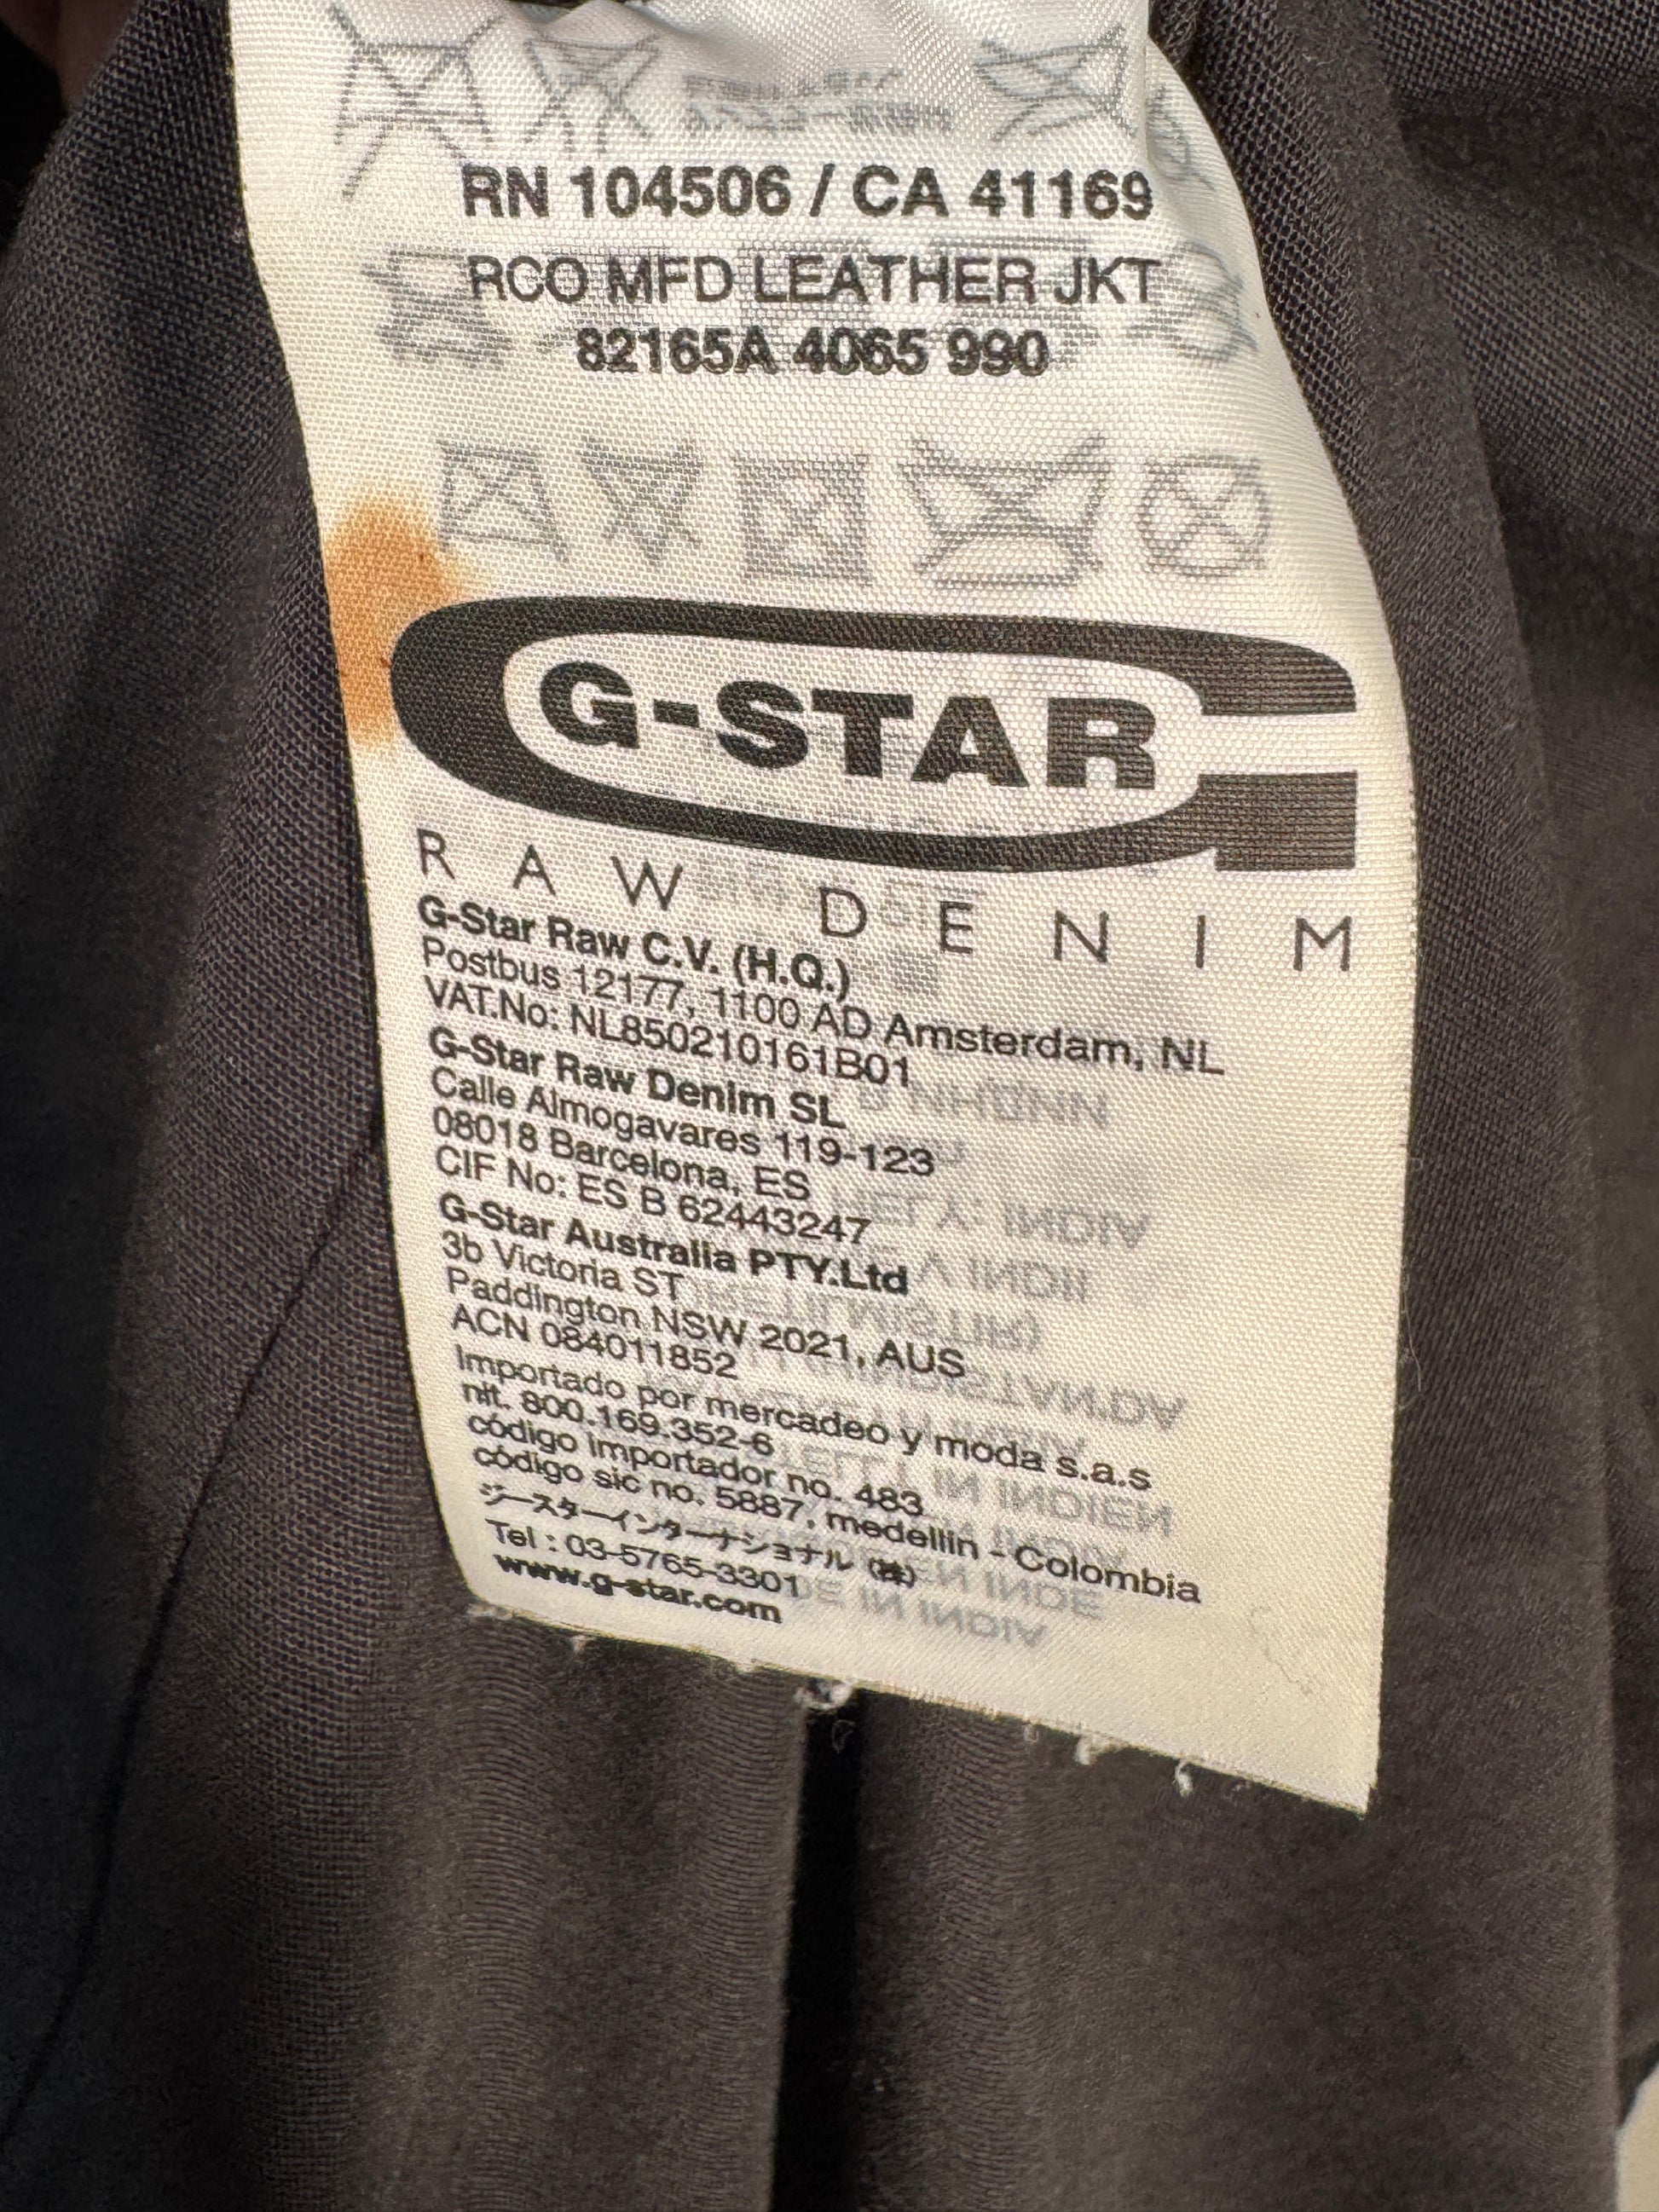 RN 104506 / CA 41169
RCO MFD LEATHER JKT
82165A 4065 990
G-STAR
RAW DENIM
G-Star Raw C.V. (H.Q.)
Postbus 12177, 1100 AD Amsterdam, NL
VAT.No: NL850210161B01
G-Star Raw Denim SL
Calle Almogavares 119-123
08018 Barcelona, ES
CIF No: ES B 62443247
G-Star Australia PTY.Ltd
3b Victoria ST
Paddington NSW 2021, AUS
ACN 084011852
Importado por mercadeo y moda s.a.s
nit. 800.169.352-6
código importador no. 483
código sic no. 5887, medellin - Colombia
ジースターインターナショナル (株)
Tel : 03-5765-3301
www.g-star.com